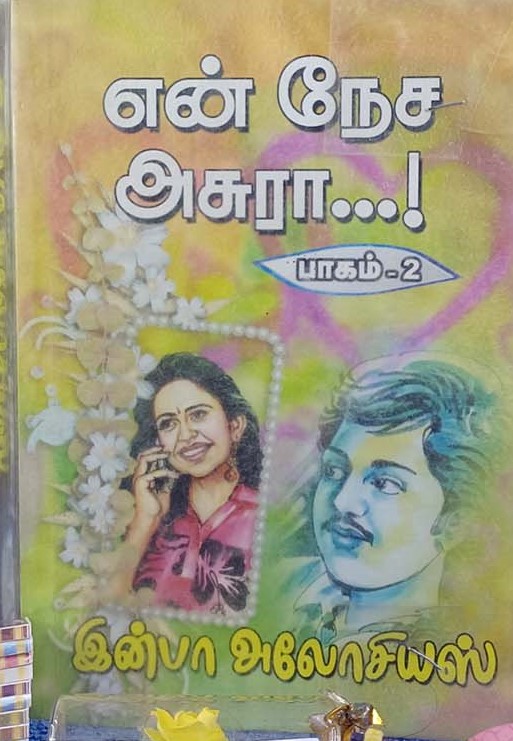 என் நேச
அசுரா...!
பாகம் - 2
இன்பா அலோசியஸ்